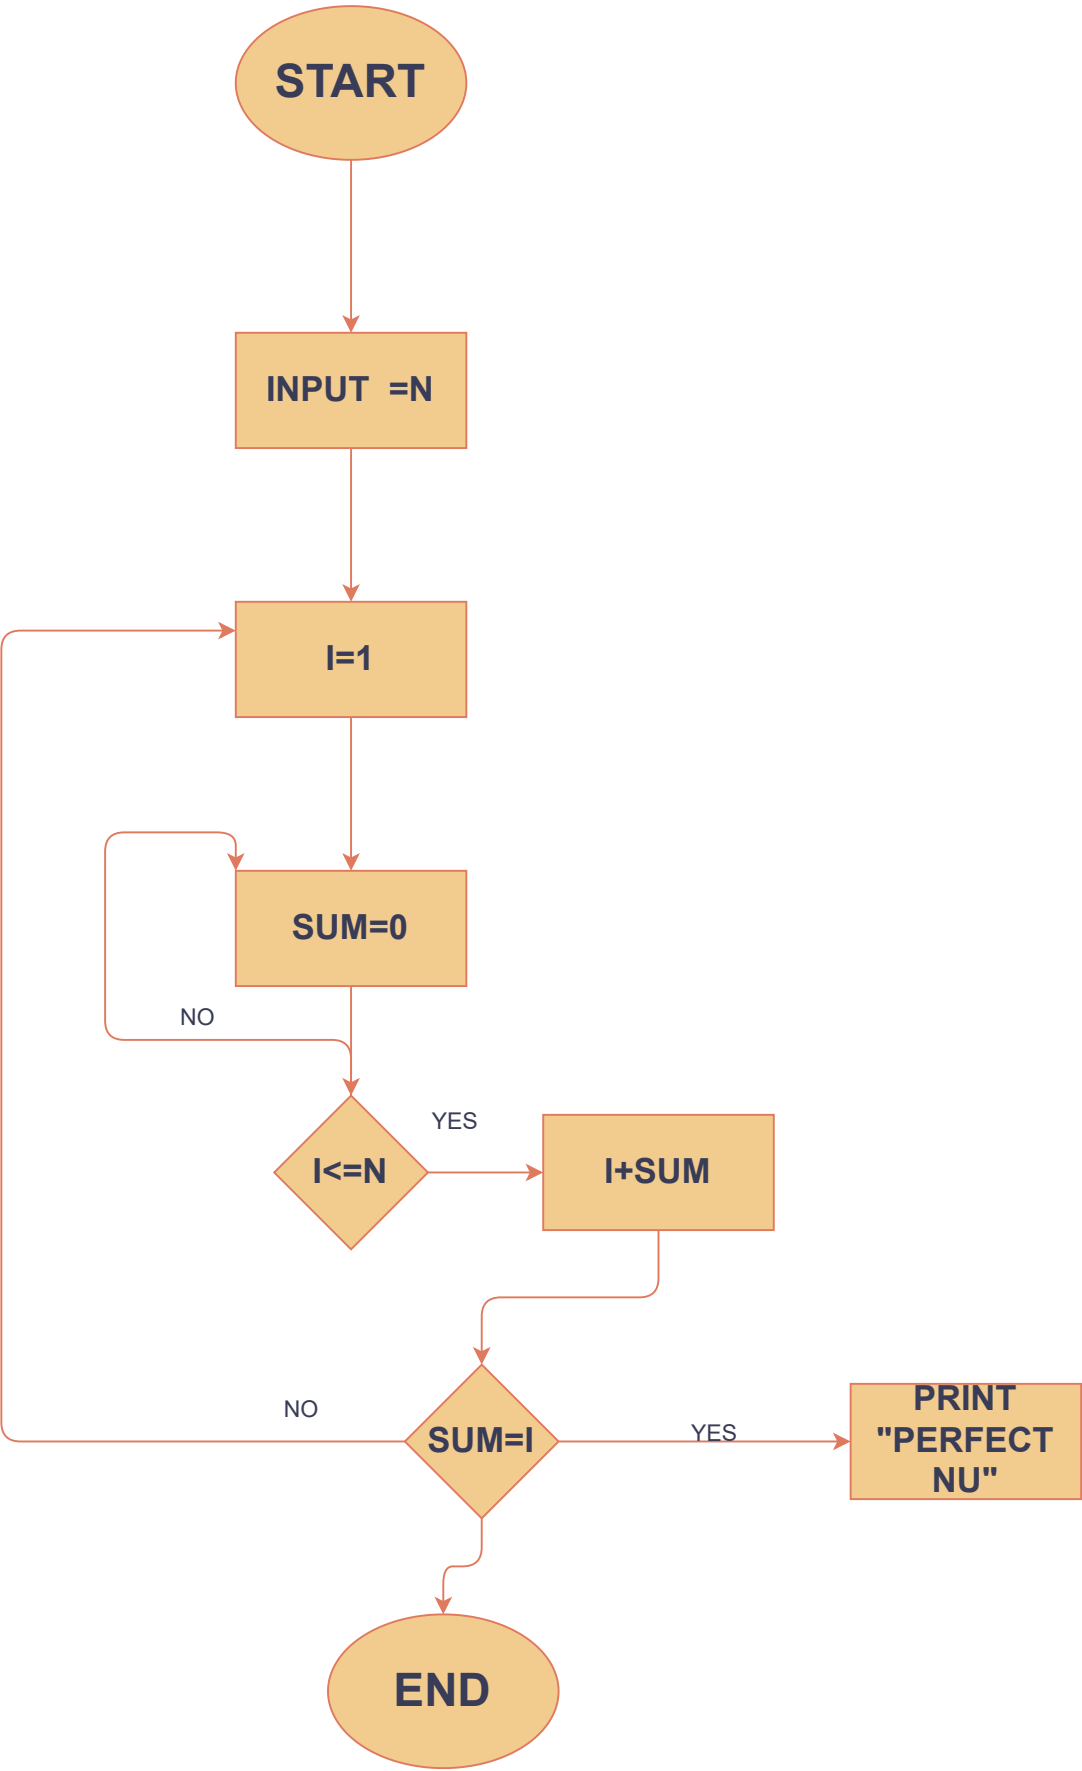 START
INPUT  =N
I=1
SUM=0
NO
YES
I<=N
I+SUM
NO
SUM=I
YES
PRINT
"PERFECT
NU"
END